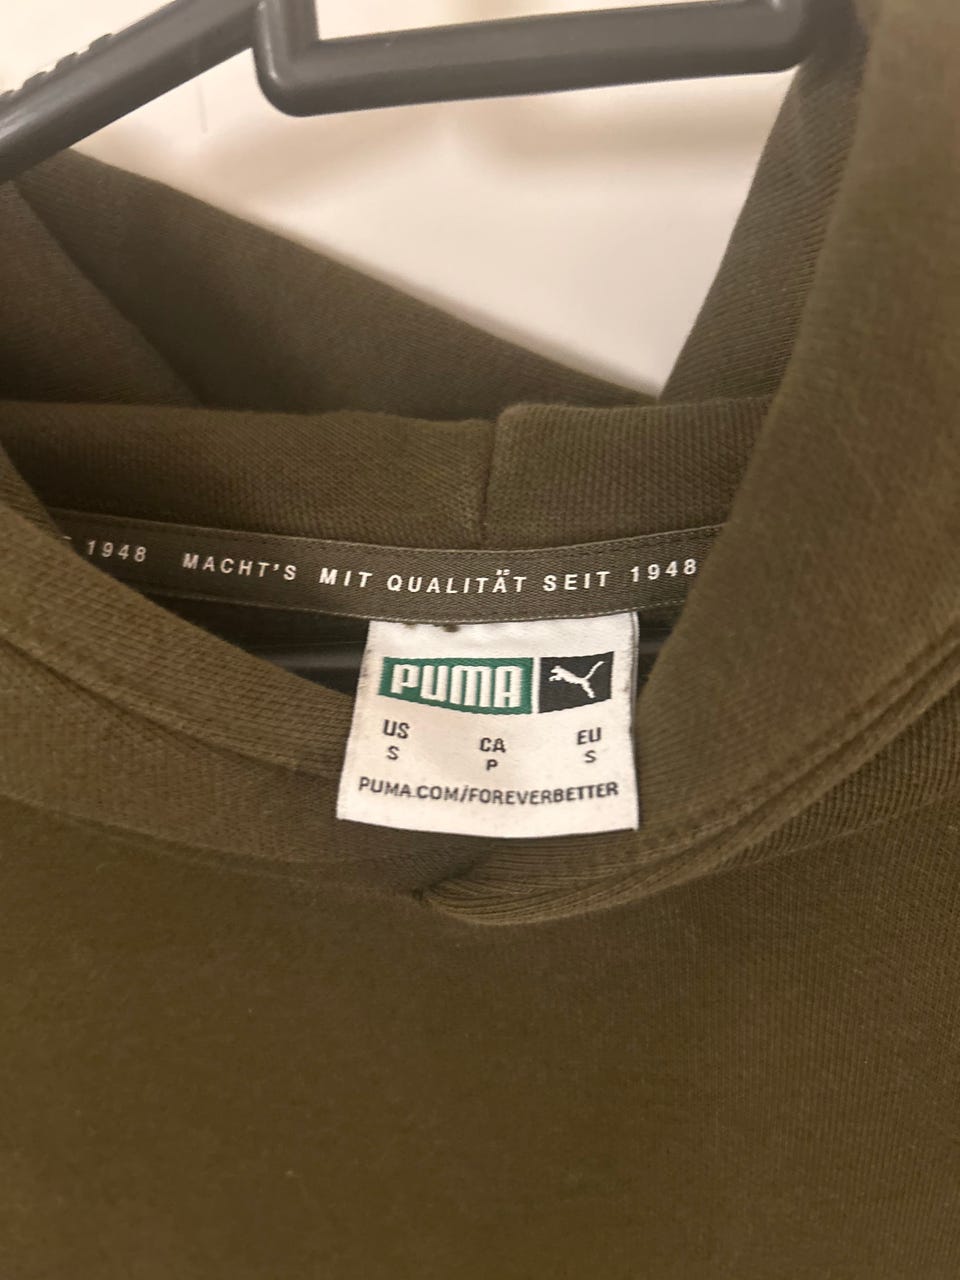 1948 MACHT'S MIT QUALITÄT SEIT 1948
PUMA
US CA EU
S P S
PUMA.COM/FOREVERBETTER